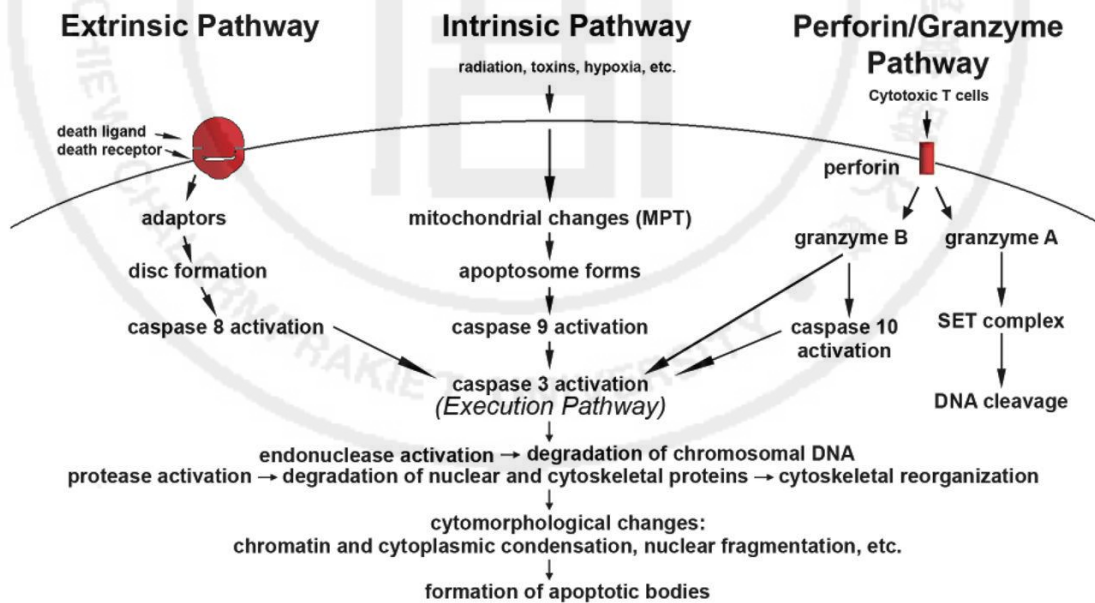 Extrinsic Pathway
Intrinsic Pathway
radiation, toxins, hypoxia, etc.
Perforin/Granzyme
Pathway
Cytotoxic T cells
death ligand
death receptor
adaptors
disc formation
caspase 8 activation
mitochondrial changes (MPT)
apoptosome forms
caspase 9 activation
perforin
granzyme B
granzyme A
caspase 10
activation
SET complex
DNA cleavage
caspase 3 activation
(Execution Pathway)
endonuclease activation → degradation of chromosomal DNA
protease activation → degradation of nuclear and cytoskeletal proteins → cytoskeletal reorganization
cytomorphological changes:
chromatin and cytoplasmic condensation, nuclear fragmentation, etc.
formation of apoptotic bodies